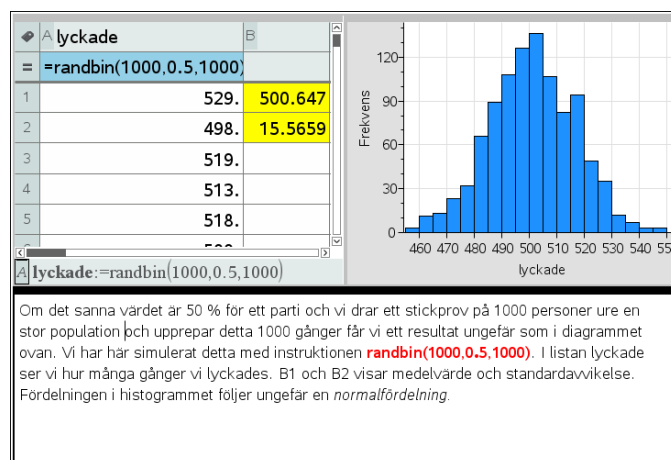 A lyckade B
= =randbin(1000,0.5,1000)
1 529. 500.647
2 498. 15.5659
3 519.
4 513.
5 518.
A lyckade:=randbin(1000,0.5,1000)
Frekvens
120
90
60
30
0
460 470 480 490 500 510 520 530 540 55
lyckade
Om det sanna värdet är 50 % för ett parti och vi drar ett stickprov på 1000 personer ure en
stor population och upprepar detta 1000 gånger får vi ett resultat ungefär som i diagrammet
ovan. Vi har här simulerat detta med instruktionen randbin(1000,0.5,1000). I listan lyckade
ser vi hur många gånger vi lyckades. B1 och B2 visar medelvärde och standardavvikelse.
Fördelningen i histogrammet följer ungefär en normalfördelning.